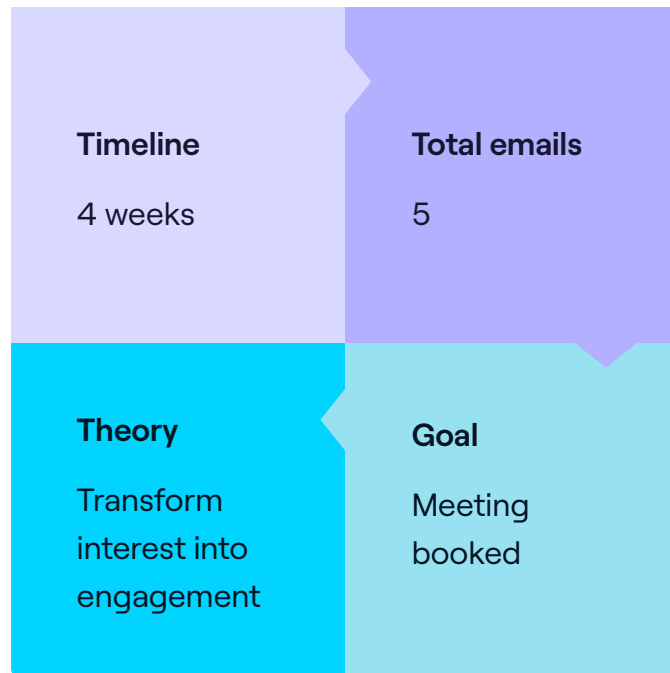 Timeline
4 weeks
Total emails
5
Theory
Transform
interest into
engagement
Goal
Meeting
booked